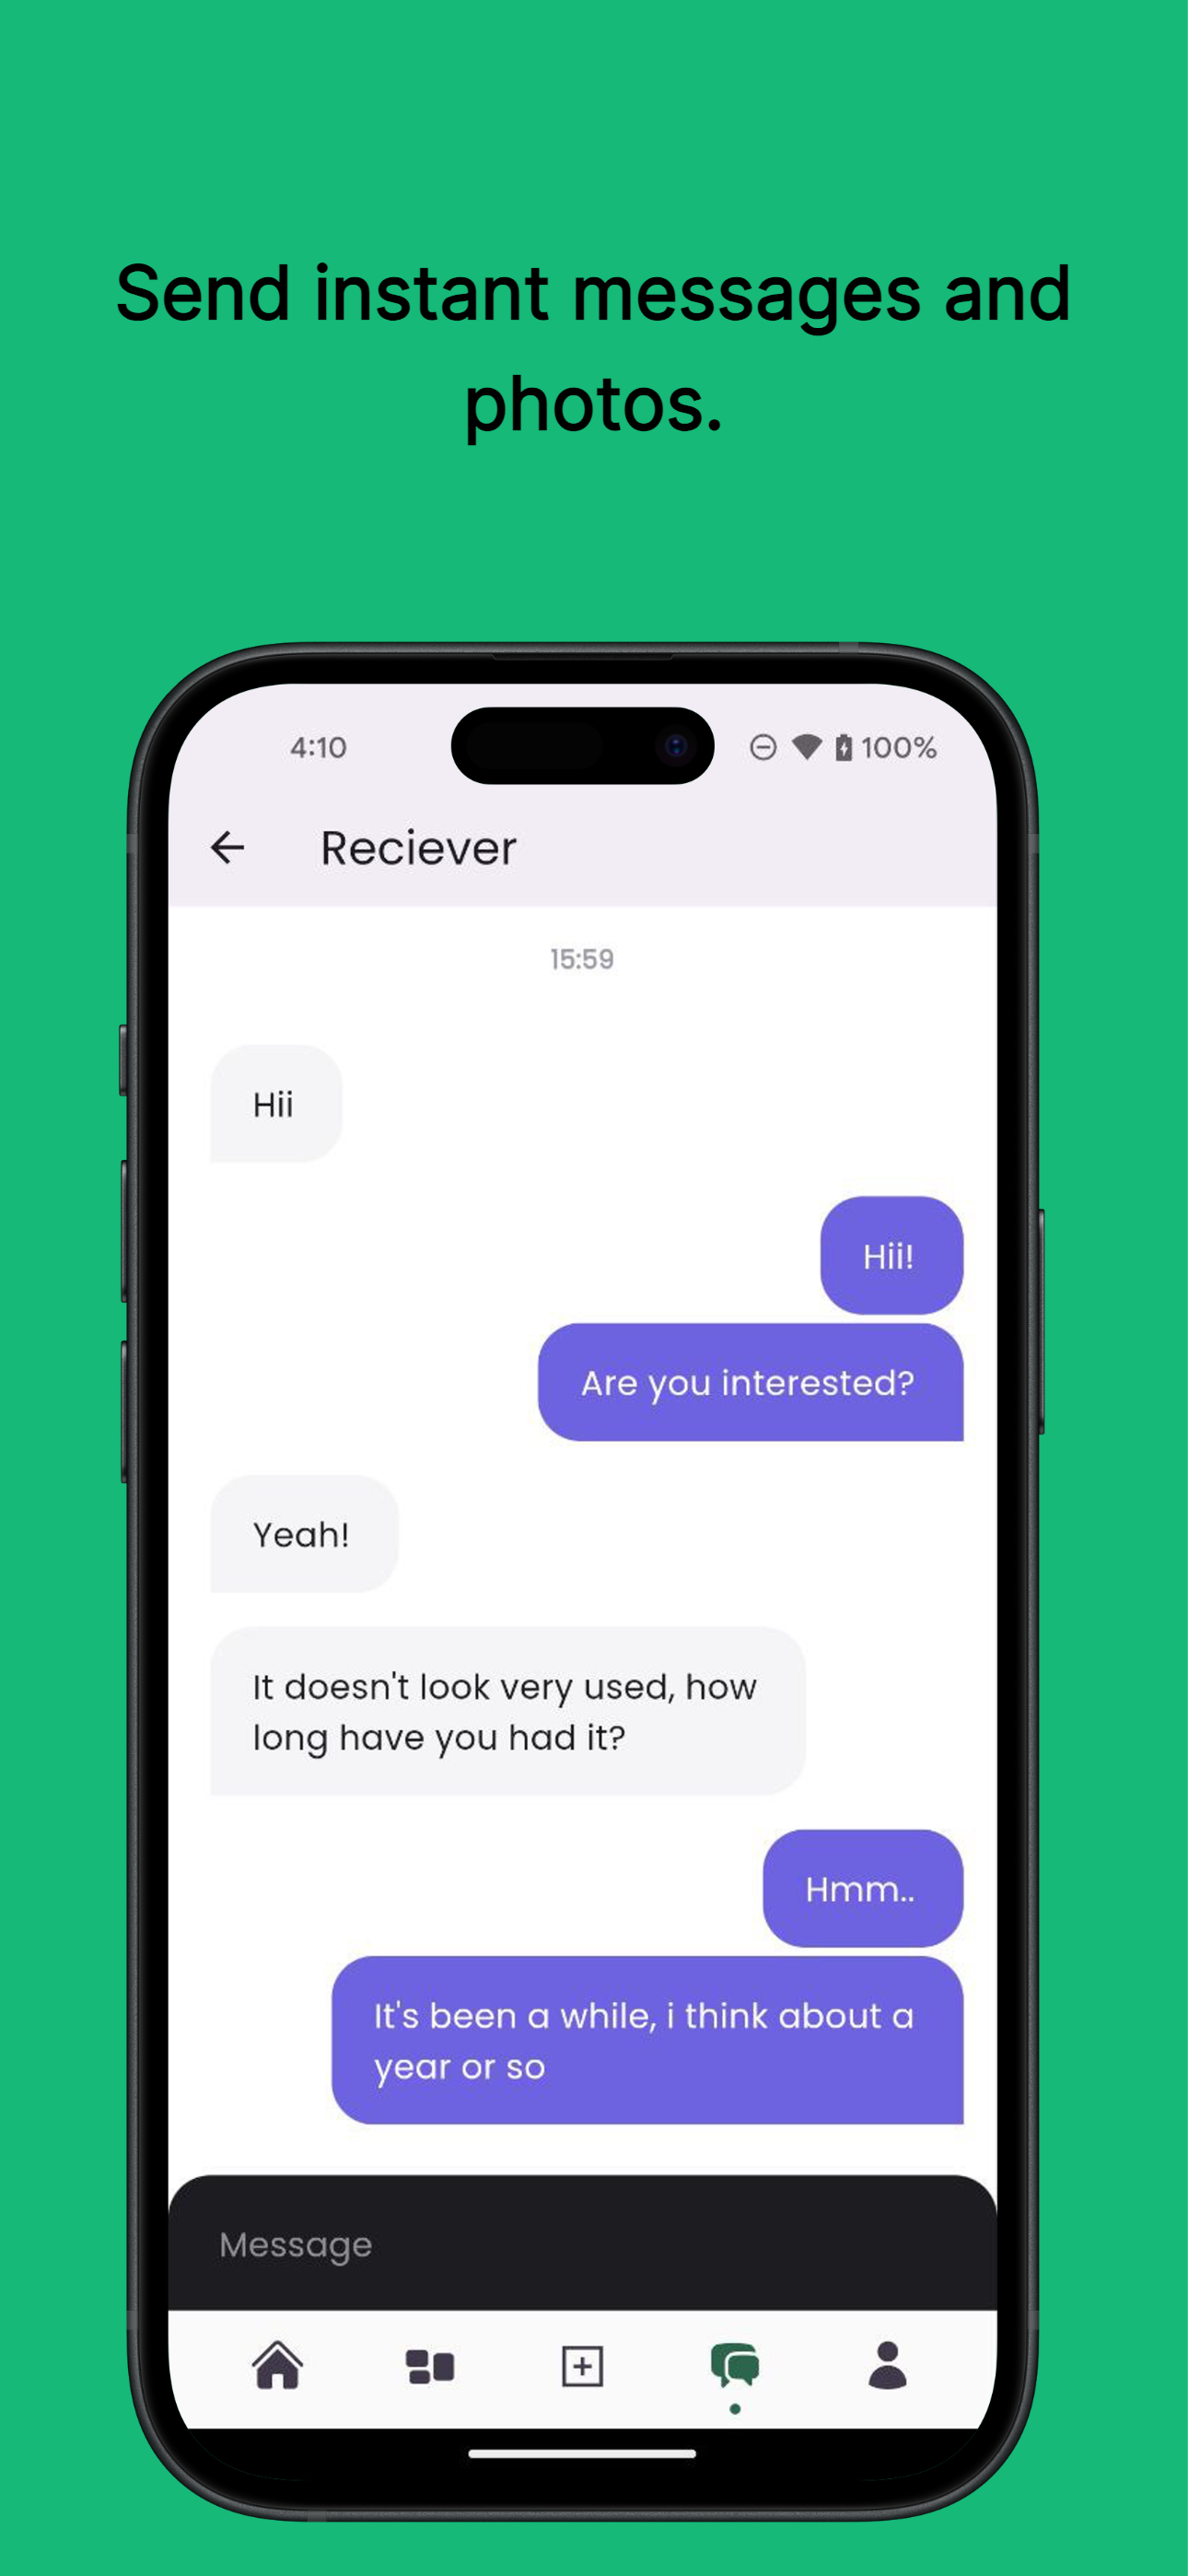 Send instant messages and
photos.
4:10
100%
Reciever
15:59
Hii
Hii!
Are you interested?
Yeah!
It doesn't look very used, how
long have you had it?
Hmm..
It's been a while, i think about a
year or so
Message